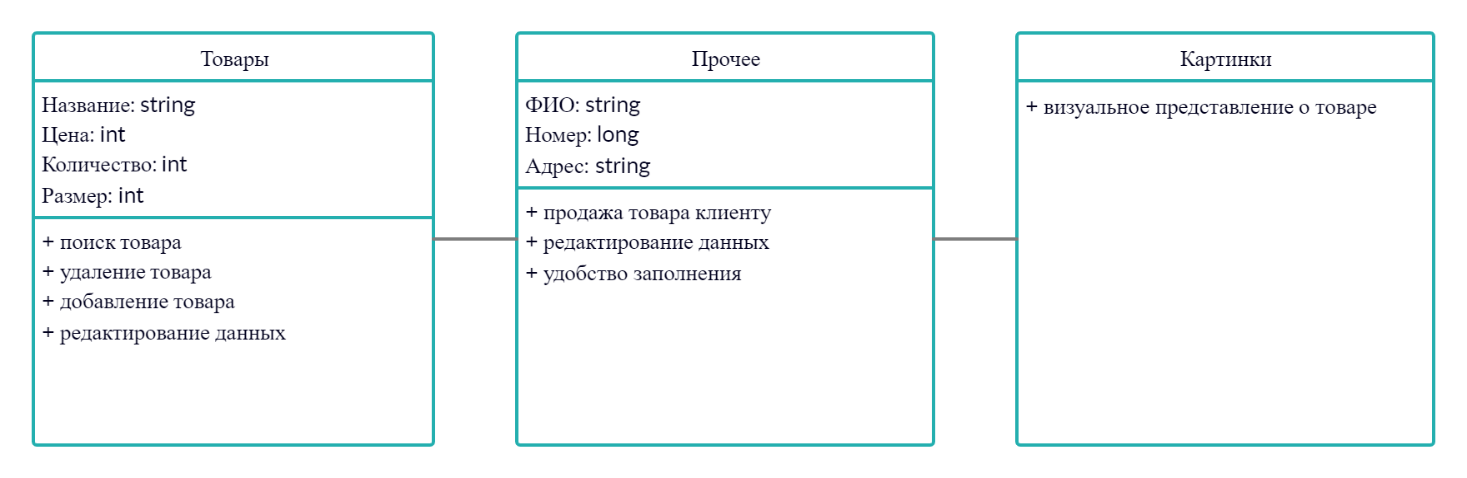 Товары
Название: string
Цена: int
Количество: int
Размер: int
+ поиск товара
+ удаление товара
+ добавление товара
+ редактирование данных
Прочее
ФИО: string
Номер: long
Адрес: string
+ продажа товара клиенту
+ редактирование данных
+ удобство заполнения
Картинки
+ визуальное представление о товаре